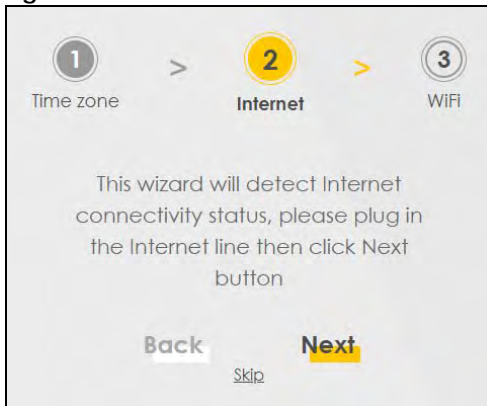 1 > 2 > 3
Time zone Internet WiFi
This wizard will detect Internet
connectivity status, please plug in
the Internet line then click Next
button
Back Next
Skip